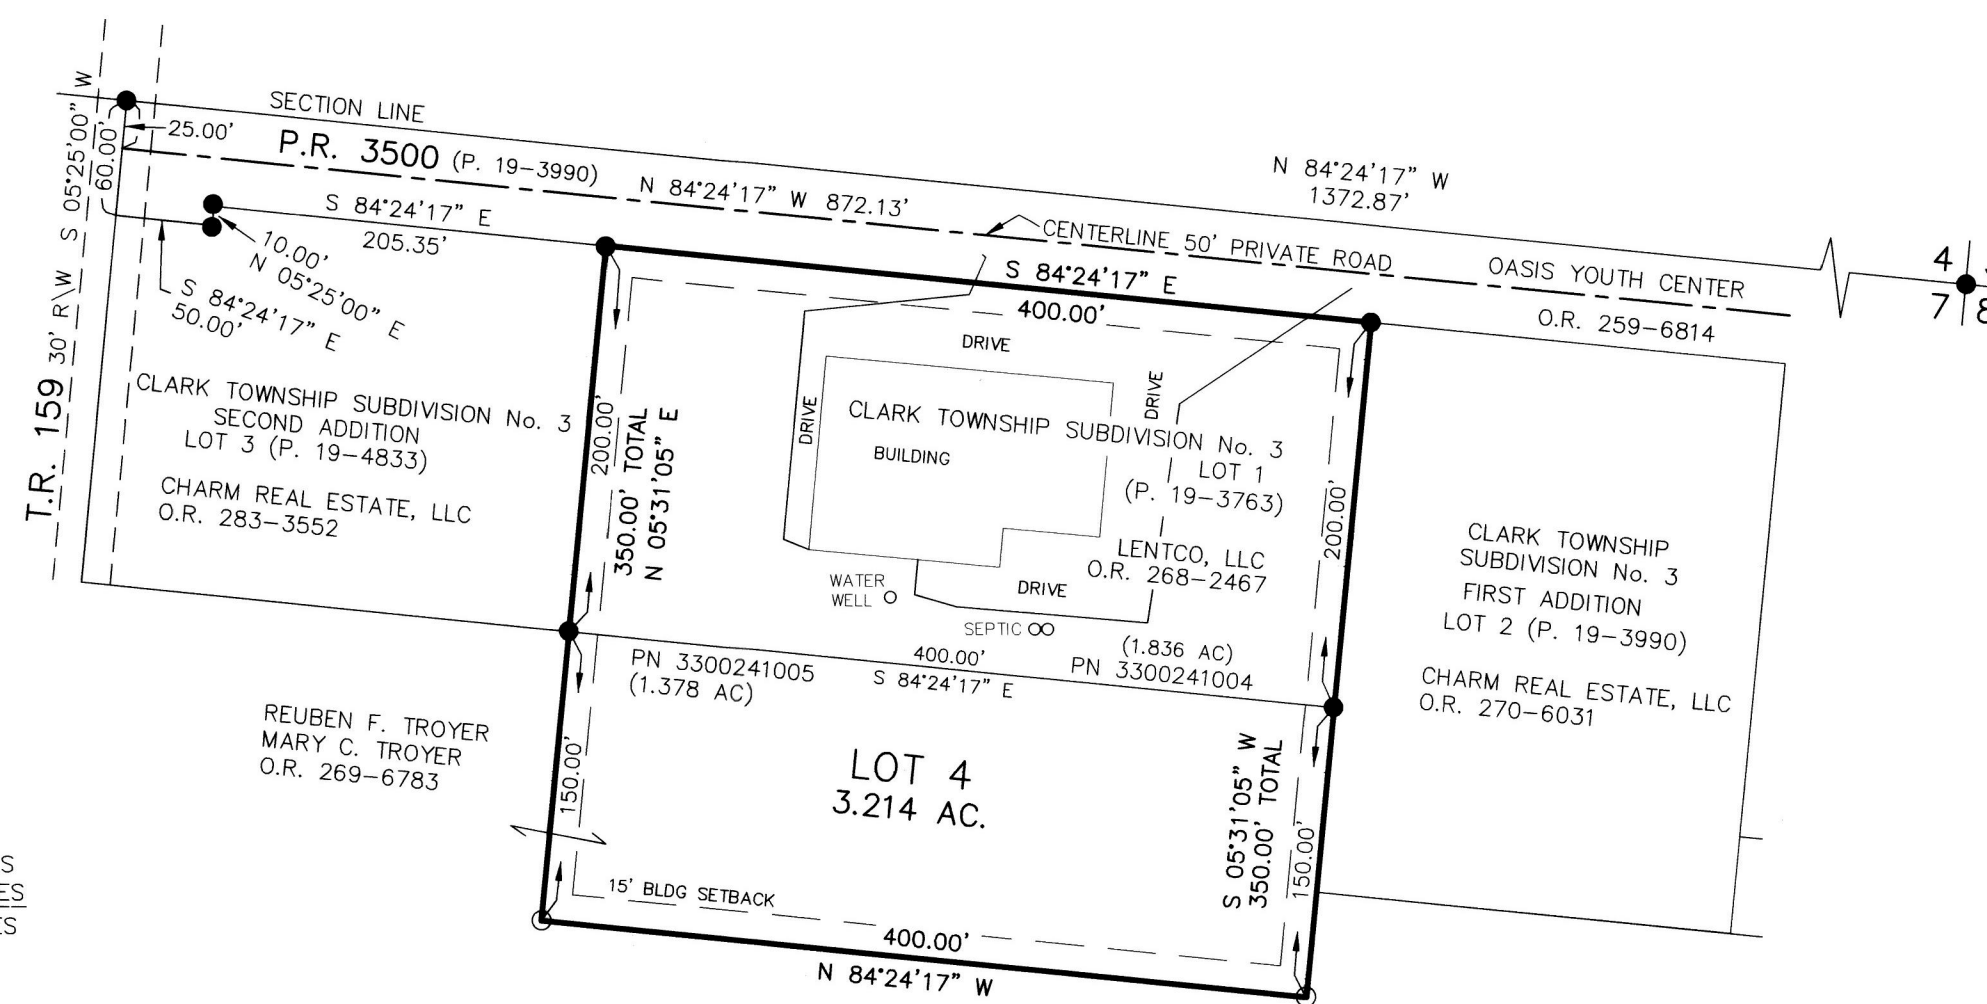 SECTION LINE
25.00'
60.00'
S 05°25'00" W
T.R. 159 30' R\W
P.R. 3500 (P. 19-3990)
N 84°24'17" W 872.13'
N 84°24'17" W
1372.87'
S 84°24'17" E
205.35'
10.00'
N 05°25'00" E
S 84°24'17" E
50.00'
CENTERLINE 50' PRIVATE ROAD
OASIS YOUTH CENTER
O.R. 259-6814
4
7
8
S 84°24'17" E
400.00'
CLARK TOWNSHIP SUBDIVISION No. 3
SECOND ADDITION
LOT 3 (P. 19-4833)
CHARM REAL ESTATE, LLC
O.R. 283-3552
200.00'
350.00' TOTAL
N 05°31'05" E
DRIVE
DRIVE
DRIVE
CLARK TOWNSHIP SUBDIVISION No. 3
LOT 1
(P. 19-3763)
BUILDING
LENTCO, LLC
O.R. 268-2467
DRIVE
WATER
WELL
SEPTIC
200.00'
CLARK TOWNSHIP
SUBDIVISION No. 3
FIRST ADDITION
LOT 2 (P. 19-3990)
CHARM REAL ESTATE, LLC
O.R. 270-6031
PN 3300241005
(1.378 AC)
400.00'
S 84°24'17" E
(1.836 AC)
PN 3300241004
REUBEN F. TROYER
MARY C. TROYER
O.R. 269-6783
150.00'
LOT 4
3.214 AC.
S 05°31'05" W
350.00' TOTAL
150.00'
15' BLDG SETBACK
400.00'
N 84°24'17" W
S
ES
ES